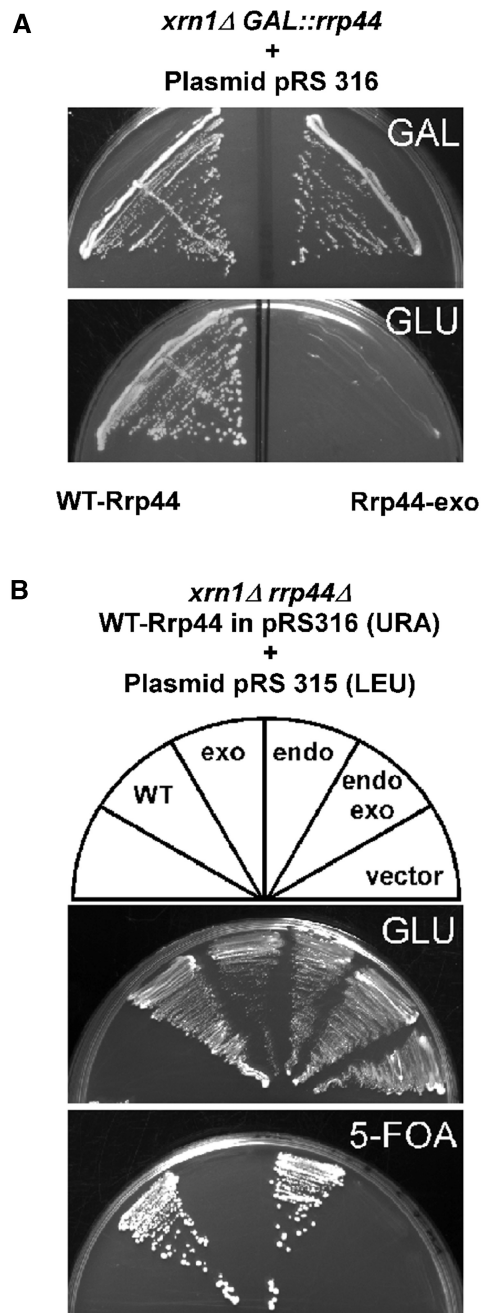 A
xrn1Δ GAL::rrp44
+
Plasmid pRS 316
GAL
GLU
WT-Rrp44
Rrp44-exo
B
xrn1Δ rrp44Δ
WT-Rrp44 in pRS316 (URA)
+
Plasmid pRS 315 (LEU)
WT
exo
endo
endo
exo
vector
GLU
5-FOA